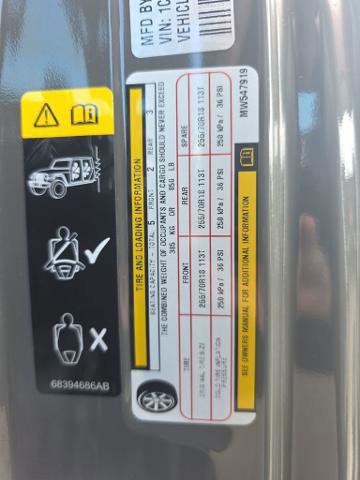 MFD BY
VIN: 1C
VEHICL
TIRE AND LOADING INFORMATION
SEATING CAPACITY - TOTAL 5 FRONT 2 REAR 3
THE COMBINED WEIGHT OF OCCUPANTS AND CARGO SHOULD NEVER EXCEED
385 KG OR 850 LB
TIRE FRONT REAR SPARE
ORIGINAL TIRE SIZE 255/70R18 113T 255/70R18 113T 255/70R18 113T
COLD TIRE INFLATION PRESSURE 250 kPa / 36 PSI 250 kPa / 36 PSI 250 kPa / 36 PSI
SEE OWNERS MANUAL FOR ADDITIONAL INFORMATION
MW547919
68394686AB